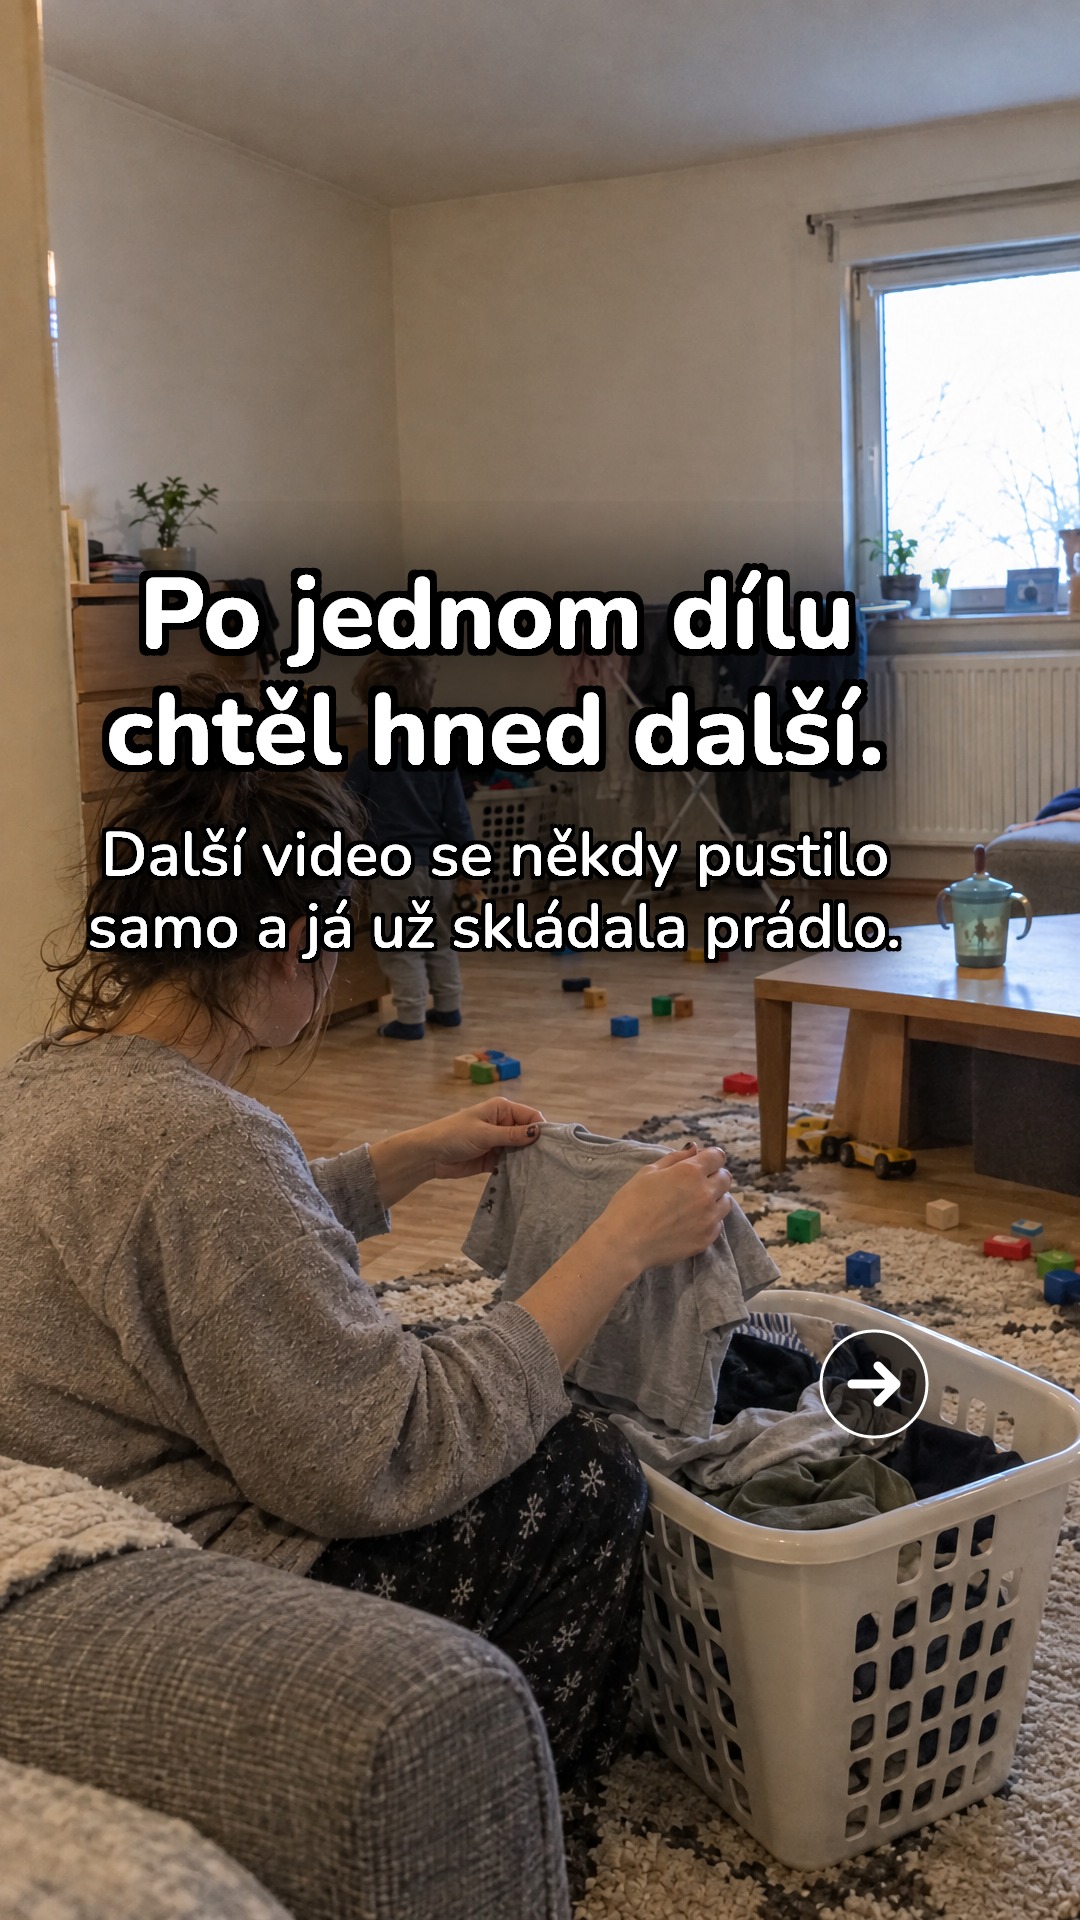 Po jednom dílu
chtěl hned další.
Další video se někdy pustilo
samo a já už skládala prádlo.